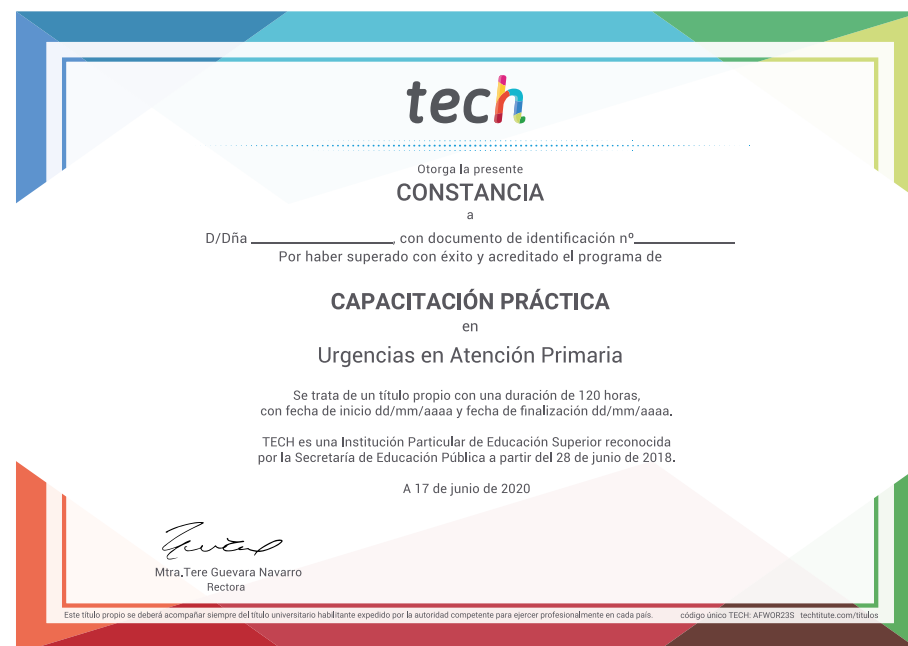 tech
Otorga la presente
CONSTANCIA
a
D/Dña ____________________, con documento de identificación nº______________
Por haber superado con éxito y acreditado el programa de
CAPACITACIÓN PRÁCTICA
en
Urgencias en Atención Primaria
Se trata de un título propio con una duración de 120 horas,
con fecha de inicio dd/mm/aaaa y fecha de finalización dd/mm/aaaa.
TECH es una Institución Particular de Educación Superior reconocida
por la Secretaría de Educación Pública a partir del 28 de junio de 2018.
A 17 de junio de 2020
Mtra.Tere Guevara Navarro
Rectora
Este título propio se deberá acompañar siempre del título universitario habilitante expedido por la autoridad competente para ejercer profesionalmente en cada país. código único TECH: AFWOR23S techtitute.com/titulos